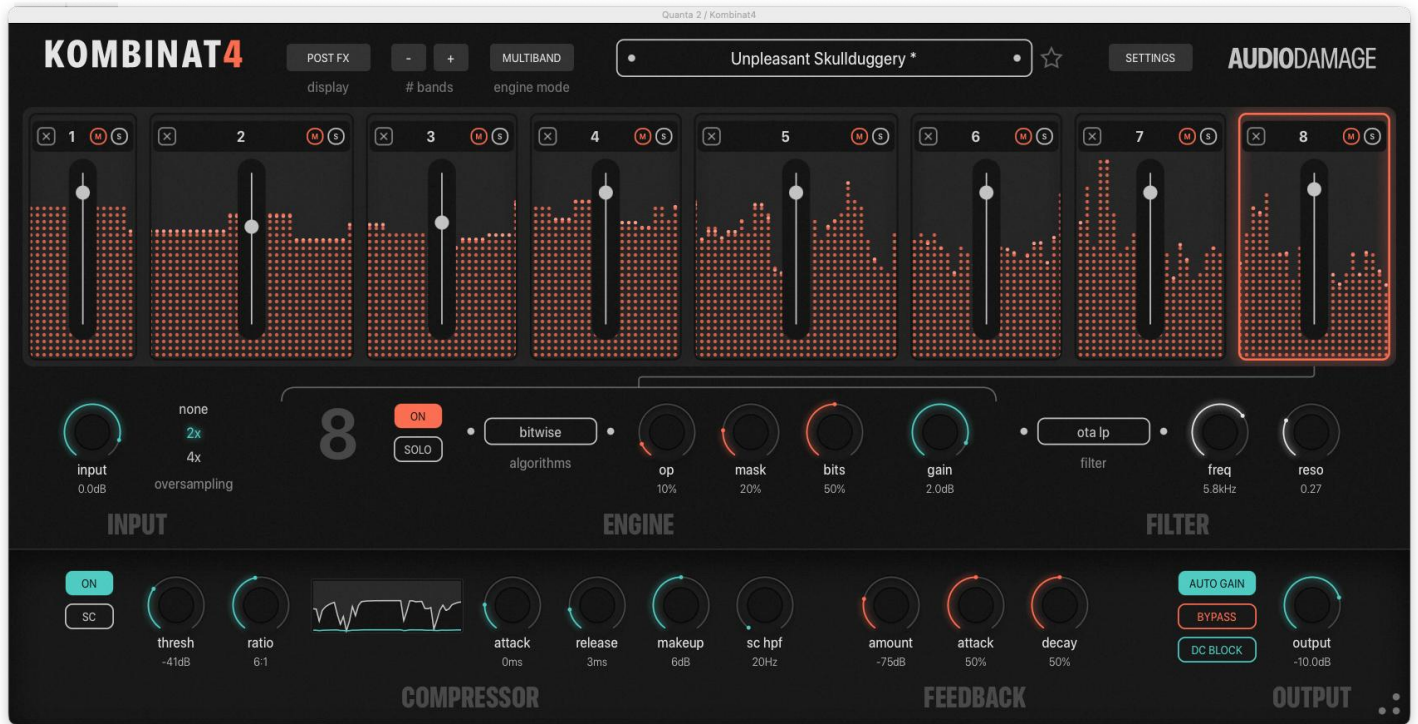 Quanta 2 / Kombinat4
KOMBINAT4
POST FX
display
- +
# bands
MULTIBAND
engine mode
Unpleasant Skullduggery *
SETTINGS
AUDIODAMAGE
1 M S
2 M S
3 M S
4 M S
5 M S
6 M S
7 M S
8 M S
input
0.0dB
none
2x
4x
oversampling
INPUT
8
ON
SOLO
bitwise
algorithms
op
10%
mask
20%
bits
50%
gain
2.0dB
ENGINE
ota lp
filter
freq
5.8kHz
reso
0.27
FILTER
ON
SC
thresh
-41dB
ratio
6:1
attack
0ms
release
3ms
makeup
6dB
sc hpf
20Hz
COMPRESSOR
amount
-75dB
attack
50%
decay
50%
FEEDBACK
AUTO GAIN
BYPASS
DC BLOCK
output
-10.0dB
OUTPUT